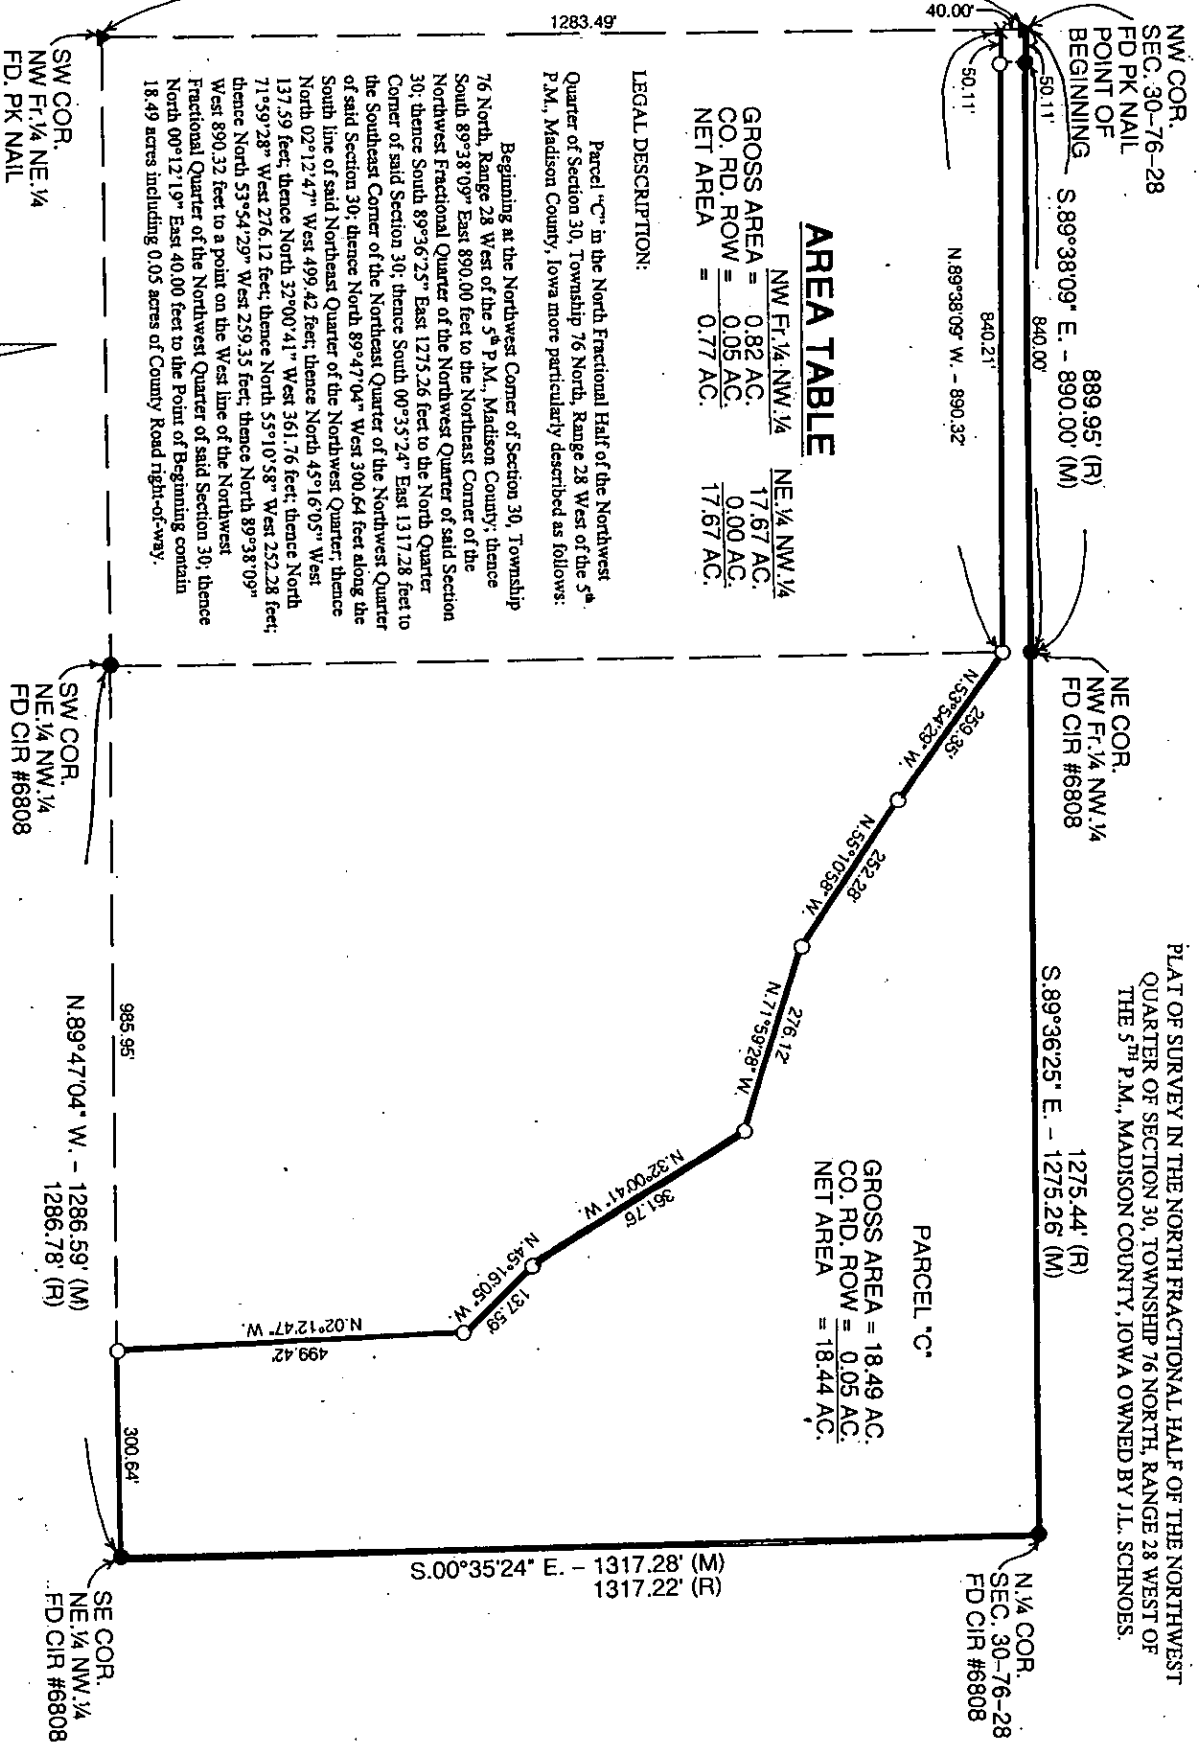 PLAT OF SURVEY IN THE NORTH FRACTIONAL HALF OF THE NORTHWEST
QUARTER OF SECTION 30, TOWNSHIP 76 NORTH, RANGE 28 WEST OF
THE 5TH P.M., MADISON COUNTY, IOWA OWNED BY J.L. SCHNOES.
NW COR.
SEC. 30-76-28
FD PK NAIL
POINT OF
BEGINNING
889.95' (R)
S.89°38'09" E. - 890.00' (M)
NE COR.
NW Fr.¼ NW.¼
FD CIR #6808
1275.44' (R)
S.89°36'25" E. - 1275.26' (M)
N.¼ COR.
SEC. 30-76-28
FD CIR #6808
40.00'
50.11'
840.00'
50.11'
840.21'
N.89°38'09" W. - 890.32'
1283.49'
AREA TABLE
NW Fr.¼ NW.¼ NE.¼ NW.¼
GROSS AREA = 0.82 AC. 17.67 AC.
CO. RD. ROW = 0.05 AC. 0.00 AC.
NET AREA = 0.77 AC. 17.67 AC.
LEGAL DESCRIPTION:
Parcel "C" in the North Fractional Half of the Northwest
Quarter of Section 30, Township 76 North, Range 28 West of the 5th
P.M., Madison County, Iowa more particularly described as follows:
Beginning at the Northwest Corner of Section 30, Township
76 North, Range 28 West of the 5th P.M., Madison County; thence
South 89°38'09" East 890.00 feet to the Northeast Corner of the
Northwest Fractional Quarter of the Northwest Quarter of said Section
30; thence South 89°36'25" East 1275.26 feet to the North Quarter
Corner of said Section 30; thence South 00°35'24" East 1317.28 feet to
the Southeast Corner of the Northeast Quarter of the Northwest Quarter
of said Section 30; thence North 89°47'04" West 300.64 feet along the
South line of said Northeast Quarter of the Northwest Quarter; thence
North 02°12'47" West 499.42 feet; thence North 45°16'05" West
137.59 feet; thence North 32°00'41" West 361.76 feet; thence North
71°59'28" West 276.12 feet; thence North 55°10'58" West 252.28 feet;
thence North 53°54'29" West 259.35 feet; thence North 89°38'09"
West 890.32 feet to a point on the West line of the Northwest
Fractional Quarter of the Northwest Quarter of said Section 30; thence
North 00°12'19" East 40.00 feet to the Point of Beginning contain
18.49 acres including 0.05 acres of County Road right-of-way.
259.35'
N.53°54'29" W.
252.28'
N.55°10'58" W.
276.12'
N.71°59'28" W.
N.32°00'41" W.
361.76'
N.45°16'05" W.
137.59'
N.02°12'47" W.
499.42'
PARCEL "C"
GROSS AREA = 18.49 AC.
CO. RD. ROW = 0.05 AC.
NET AREA = 18.44 AC.
S.00°35'24" E. - 1317.28' (M)
1317.22' (R)
985.95'
300.64'
N.89°47'04" W. - 1286.59' (M)
1286.78' (R)
SW COR.
NW Fr.¼ NE.¼
FD. PK NAIL
SW COR.
NE.¼ NW.¼
FD CIR #6808
SE COR.
NE.¼ NW.¼
FD.CIR #6808